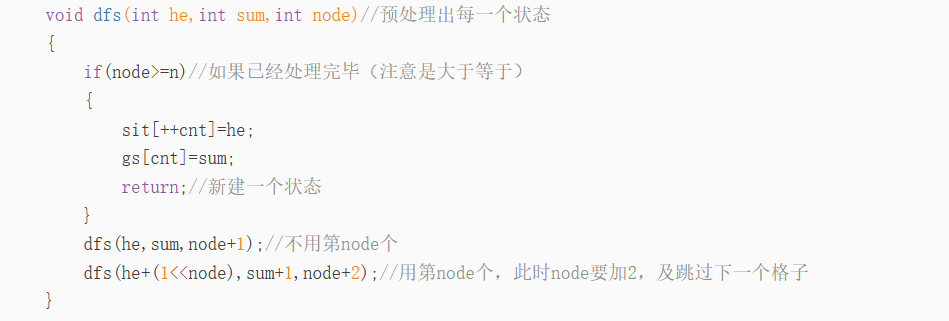 void dfs(int he,int sum,int node)//预处理出每一个状态
{
if(node>=n)//如果已经处理完毕（注意是大于等于）
{
sit[++cnt]=he;
gs[cnt]=sum;
return;//新建一个状态
}
dfs(he,sum,node+1);//不用第node个
dfs(he+(1<<node),sum+1,node+2);//用第node个，此时node要加2，及跳过下一个格子
}